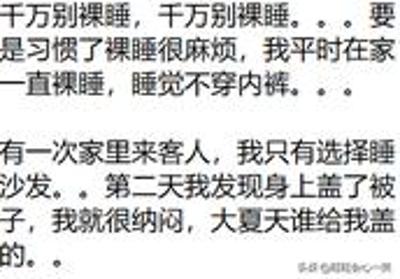 千万别裸睡，千万别裸睡。。。要
是习惯了裸睡很麻烦，我平时在家
一直裸睡，睡觉不穿内裤。。。
有一次家里来客人，我只有选择睡
沙发。。第二天我发现身上盖了被
子，我就很纳闷，大夏天谁给我盖
的。。